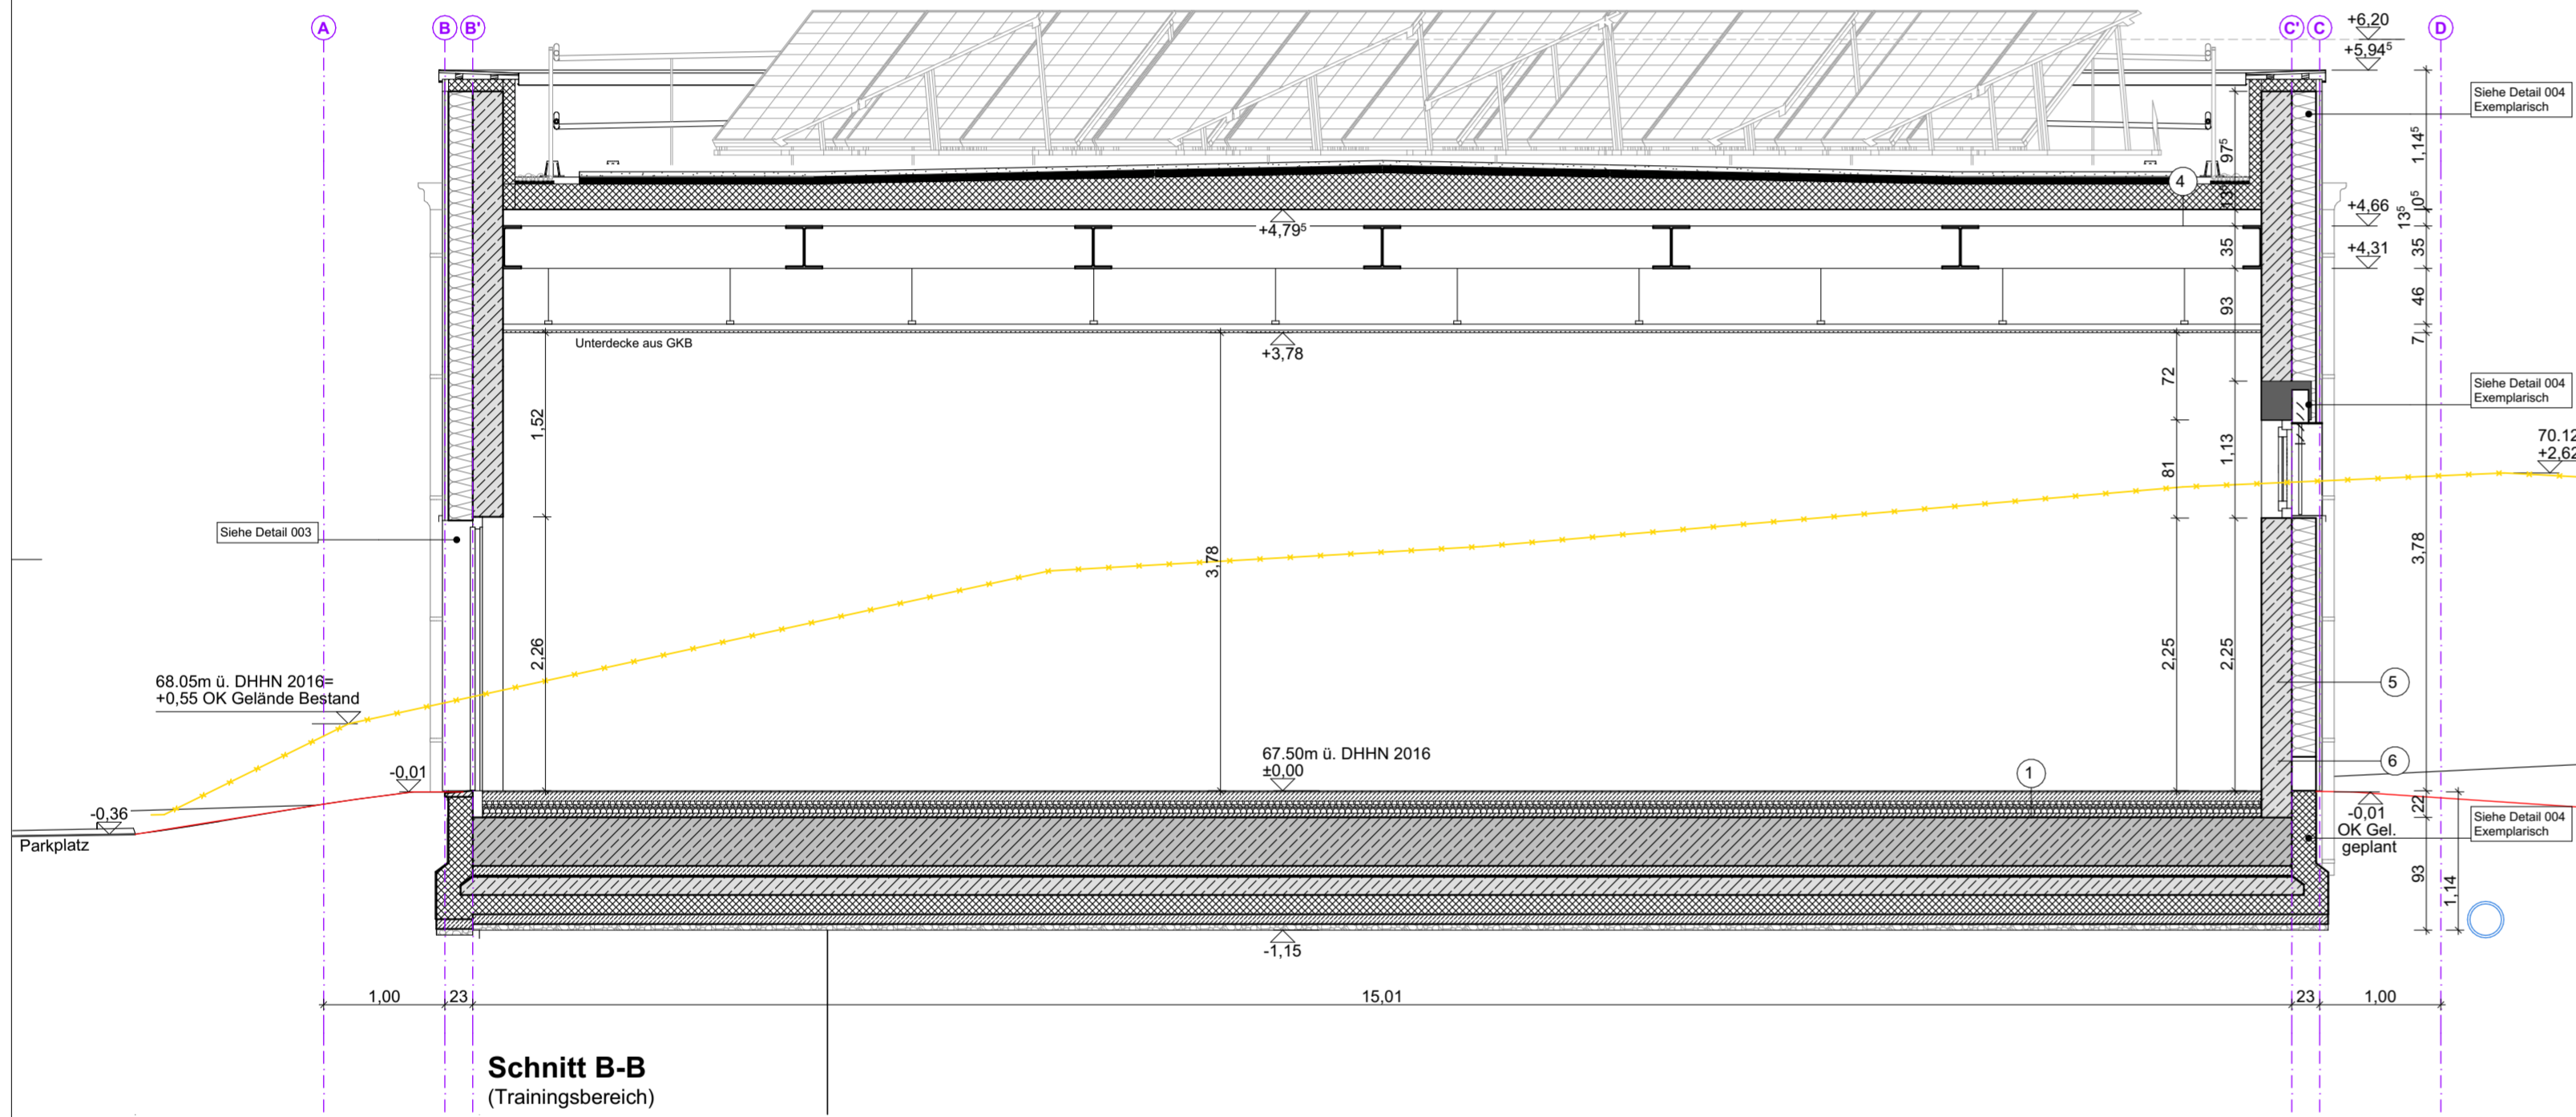 A
B
B'
C'
C
D
+6,20
+5,94⁵
Siehe Detail 004
Exemplarisch
97⁵
1,14⁵
4
13⁵
10⁵
+4,66
13⁵
+4,79⁵
35
+4,31
35
93
46
7
Unterdecke aus GKB
+3,78
72
Siehe Detail 004
Exemplarisch
1,52
70.12
+2,62
81
1,13
Siehe Detail 003
3,78
3,78
2,26
2,25
2,25
68.05m ü. DHHN 2016=
+0,55 OK Gelände Bestand
5
67.50m ü. DHHN 2016
±0,00
6
1
-0,01
-0,36
Parkplatz
22
-0,01
OK Gel.
geplant
Siehe Detail 004
Exemplarisch
93
1,14
-1,15
1,00
23
15,01
23
1,00
Schnitt B-B
(Trainingsbereich)